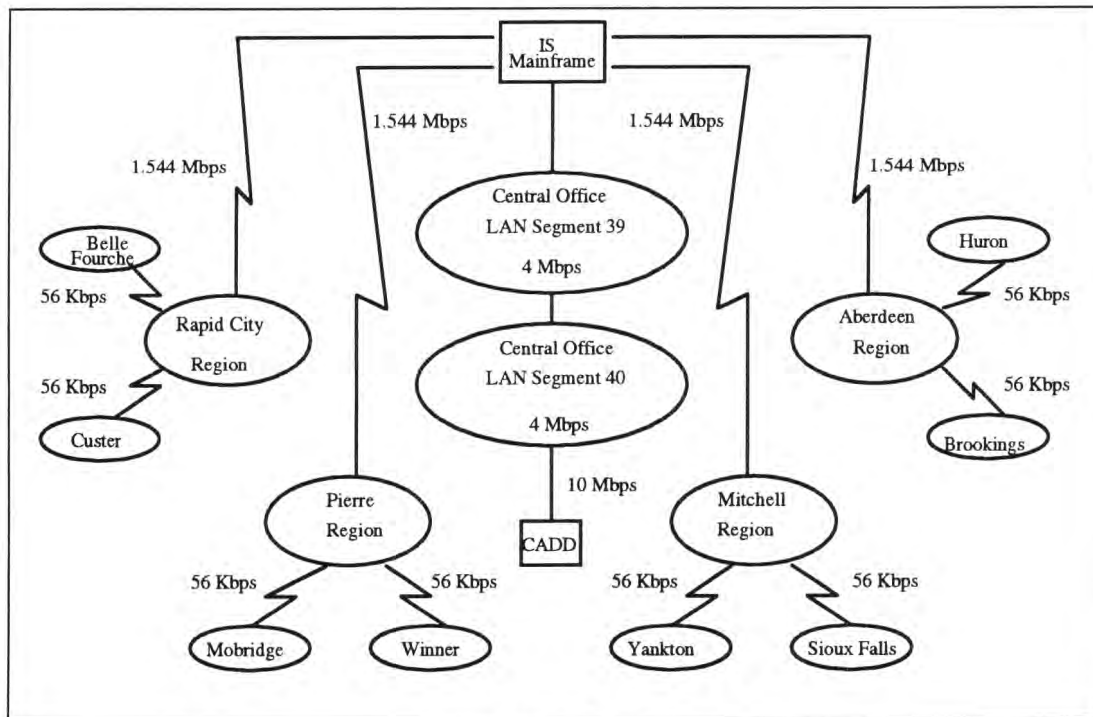 IS
Mainframe
1.544 Mbps
1.544 Mbps
1.544 Mbps
1.544 Mbps
Central Office
LAN Segment 39
4 Mbps
Belle
Fourche
Huron
56 Kbps
56 Kbps
Rapid City
Region
Aberdeen
Region
Central Office
LAN Segment 40
4 Mbps
56 Kbps
56 Kbps
Custer
Brookings
Pierre
Region
10 Mbps
Mitchell
Region
CADD
56 Kbps
56 Kbps
56 Kbps
56 Kbps
Mobridge
Winner
Yankton
Sioux Falls